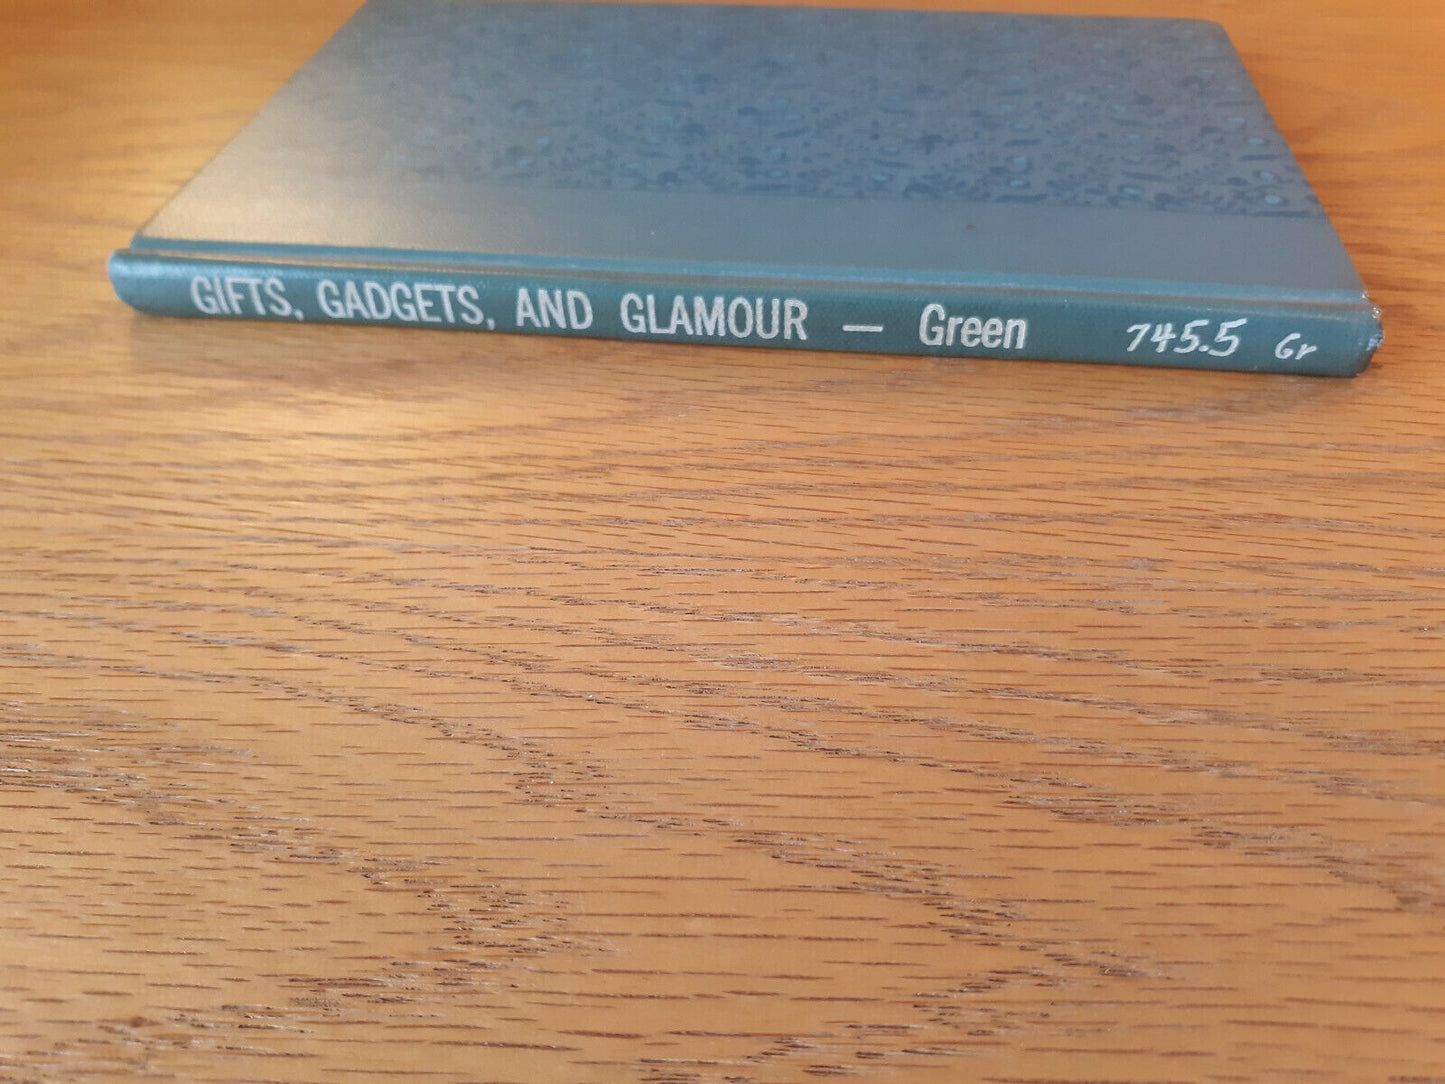 GIFTS, GADGETS, AND GLAMOUR — Green 745.5 Gr